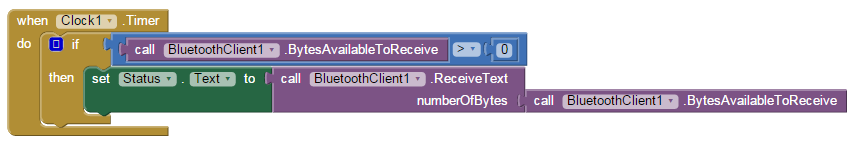 when Clock1 .Timer
do if call BluetoothClient1 .BytesAvailableToReceive > 0
then set Status . Text to call BluetoothClient1 .ReceiveText
numberOfBytes call BluetoothClient1 .BytesAvailableToReceive